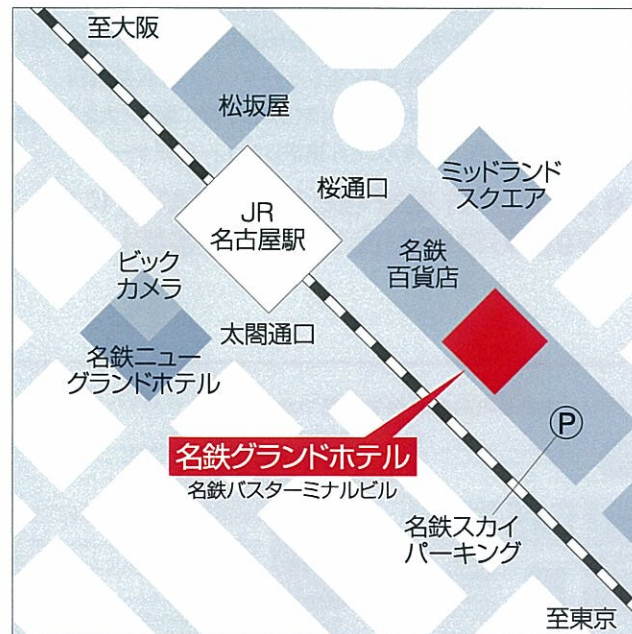 至大阪
松坂屋
ミッドランド
スクエア
桜通口
JR
名古屋駅
名鉄
百貨店
ビック
カメラ
太閤通口
名鉄ニュー
グランドホテル
P
名鉄グランドホテル
名鉄バスターミナルビル
名鉄スカイ
パーキング
至東京